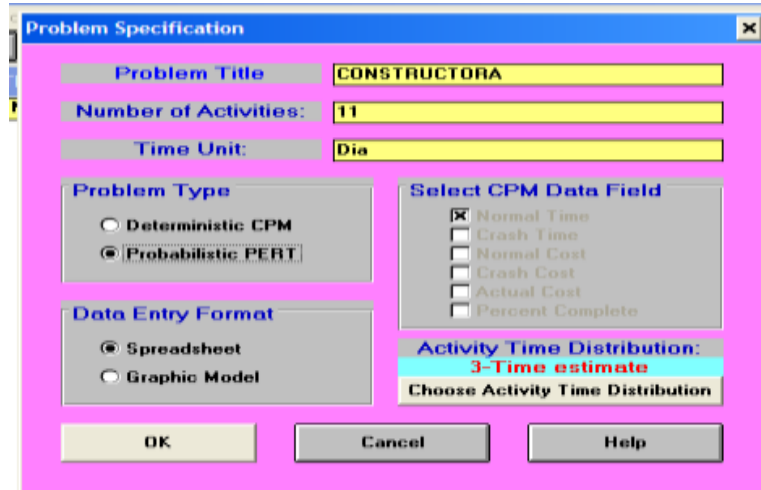 Problem Specification
Problem Title CONSTRUCTORA
Number of Activities: 11
Time Unit: Dia
Problem Type
Deterministic CPM
Probabilistic PERT
Select CPM Data Field
Normal Time
Crash Time
Normal Cost
Crash Cost
Actual Cost
Percent Complete
Data Entry Format
Spreadsheet
Graphic Model
Activity Time Distribution:
3-Time estimate
Choose Activity Time Distribution
OK Cancel Help